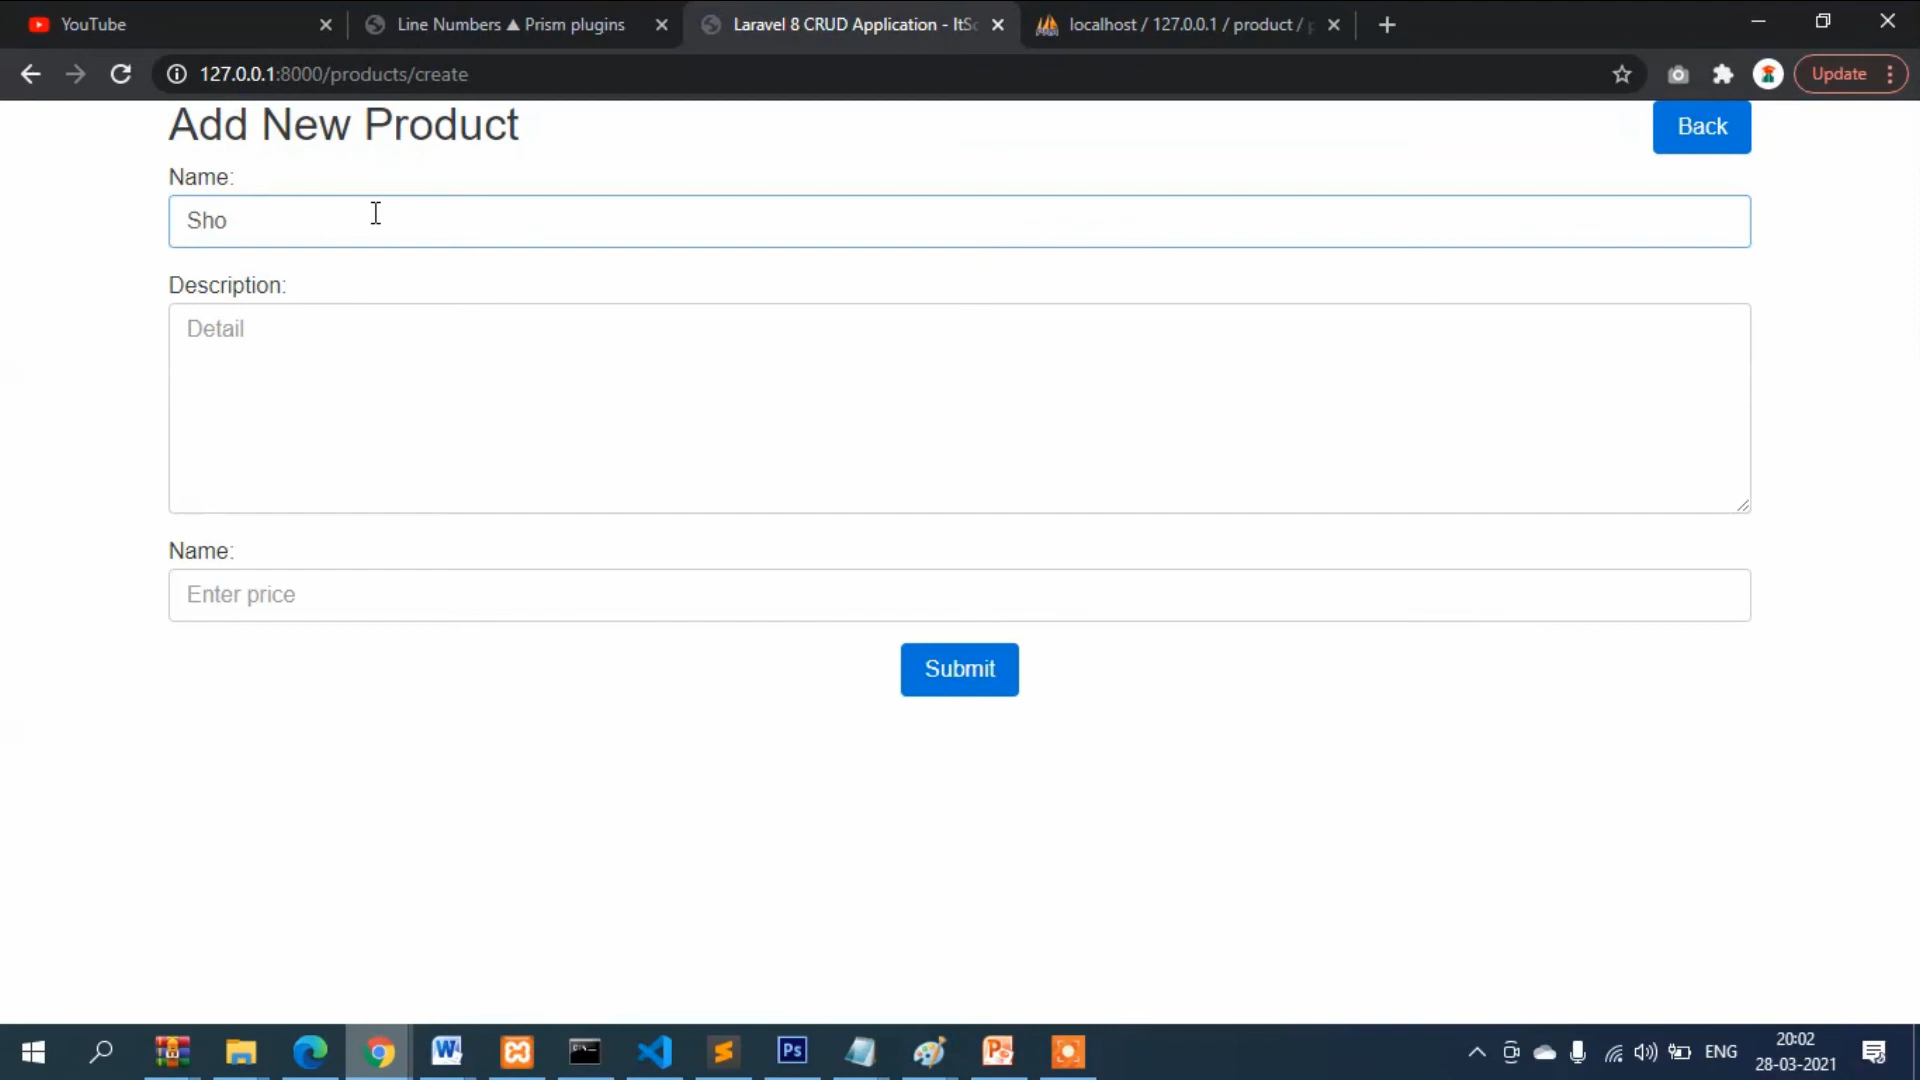 YouTube
Line Numbers ▲ Prism plugins
Laravel 8 CRUD Application - ItSc
localhost / 127.0.0.1 / product /
127.0.0.1:8000/products/create
Update
Add New Product
Back
Name:
Sho
Description:
Detail
Name:
Enter price
Submit
ENG
20:02
28-03-2021